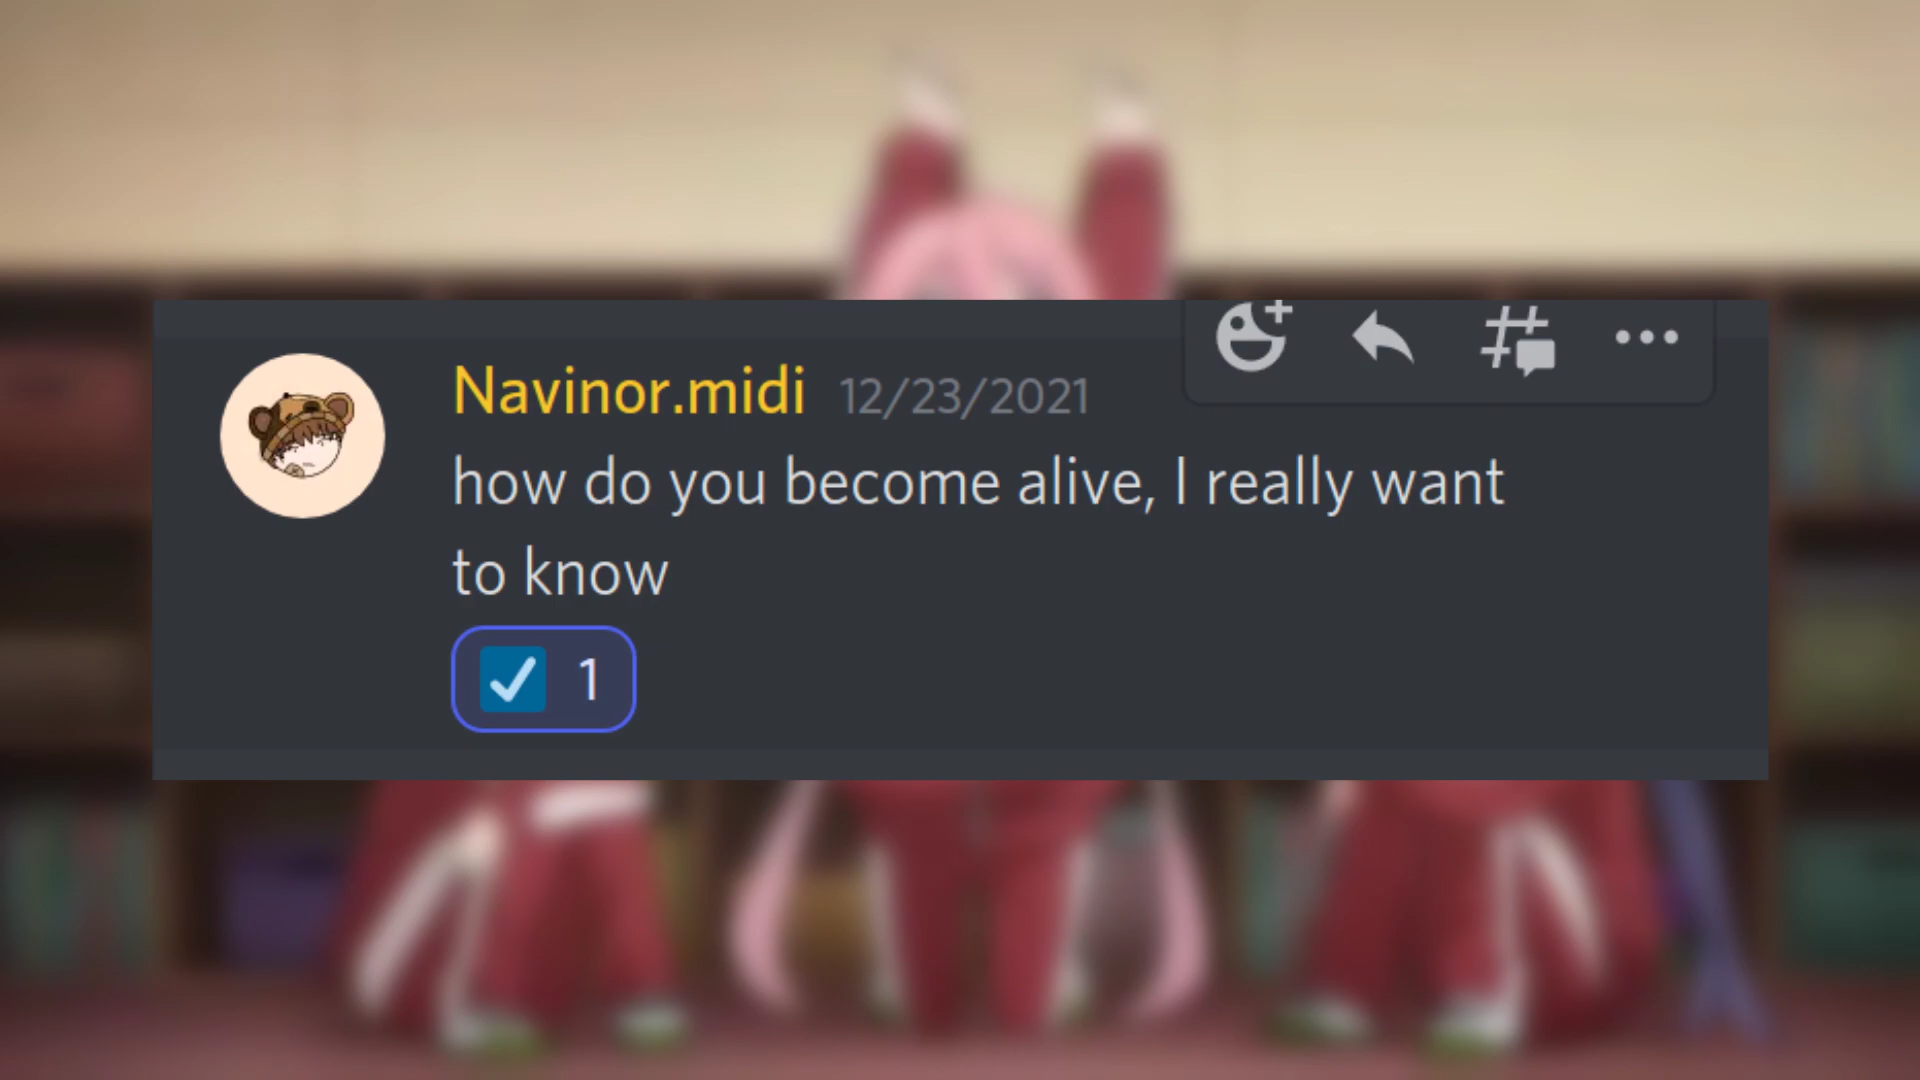 Navinor.midi 12/23/2021
how do you become alive, I really want
to know
1